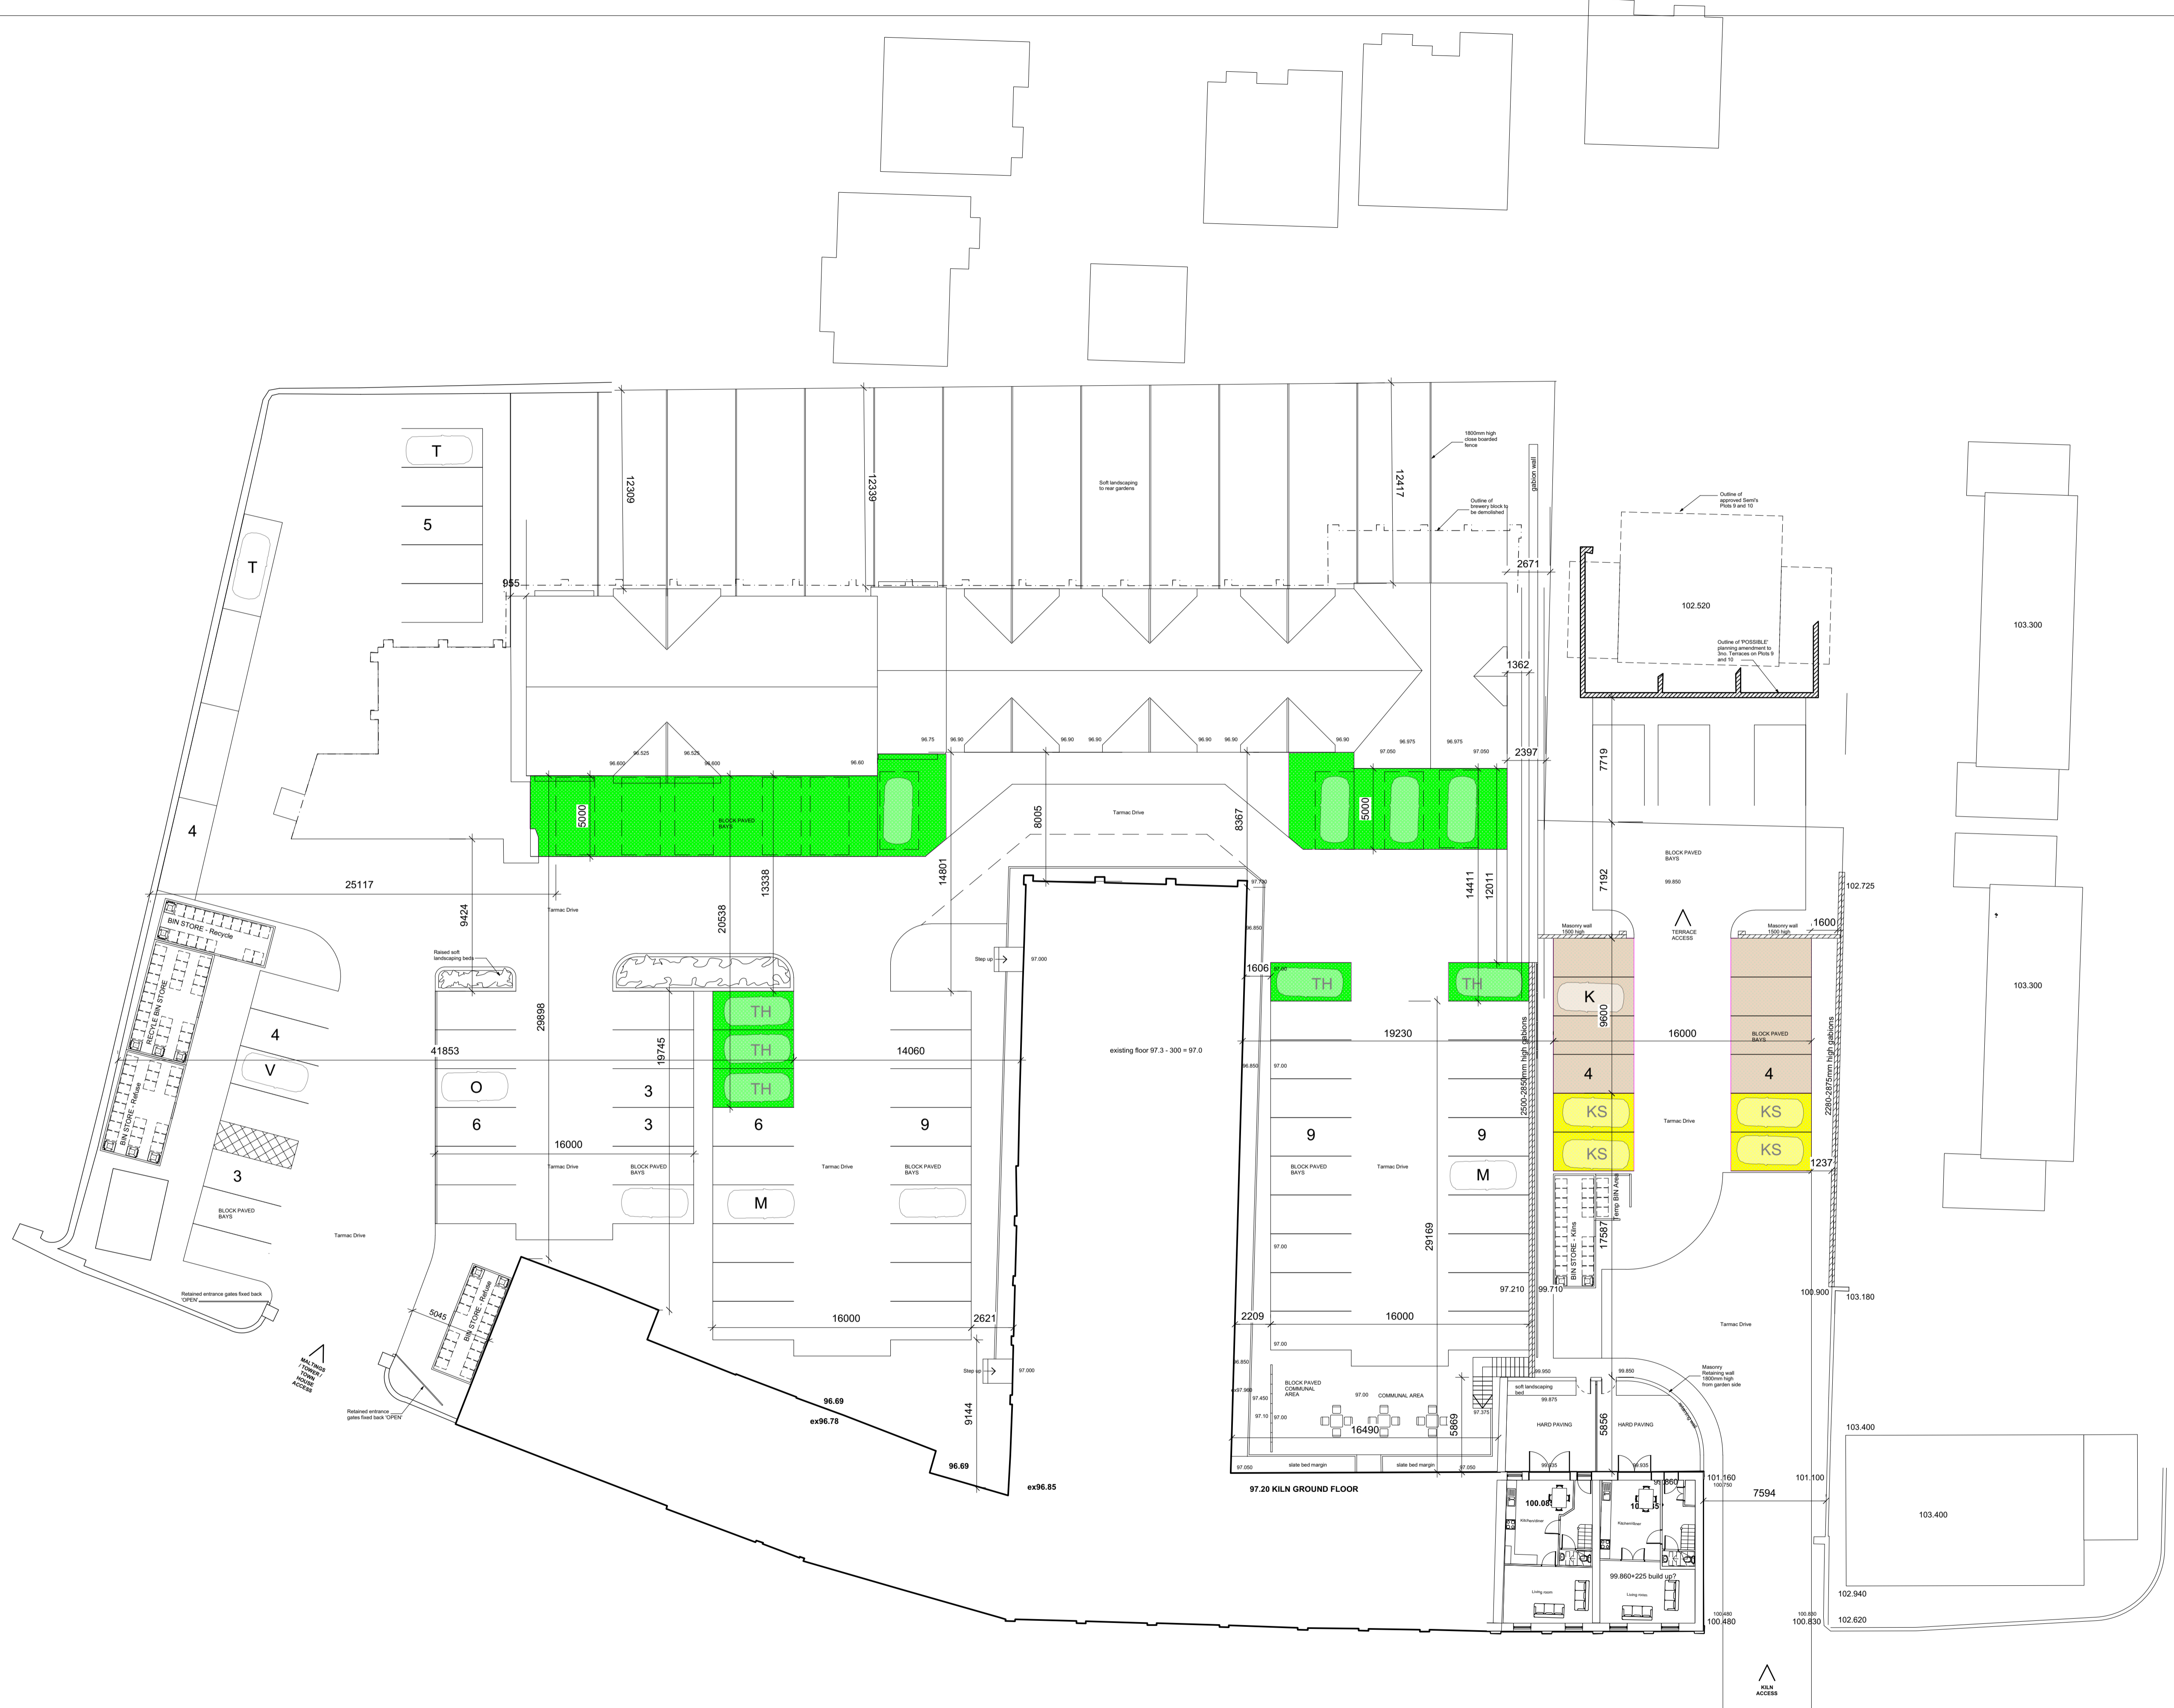 1800mm high
close boarded
fence
gabion wall
T
12309
12339
12417
Soft landscaping
to rear gardens
Outline of
brewery block to
be demolished
Outline of
approved Semi's
Plots 9 and 10
5
T
955
2671
102.520
103.300
Outline of 'POSSIBLE'
planning amendment to
3no. Terraces on Plots 9
and 10
1362
96.525
96.525
96.600
96.600
96.60
96.75
96.90
96.90
96.90
96.90
96.90
96.90
96.975
96.975
97.050
97.050
2397
7719
5000
BLOCK PAVED
BAYS
8005
Tarmac Drive
8367
5000
4
25117
9424
Tarmac Drive
13338
20538
14801
14411
12011
7192
BLOCK PAVED
BAYS
99.850
102.725
BIN STORE - Recycle
Raised soft
landscaping beds
Step up
97.000
96.850
Masonry wall
1500 high
TERRACE
ACCESS
Masonry wall
1500 high
1600
RECYLE BIN STORE
1606
97.00
TH
TH
K
9600
103.300
29898
TH
TH
TH
4
41853
19745
14060
existing floor 97.3 - 300 = 97.0
19230
16000
BLOCK PAVED
BAYS
V
O
3
96.850
97.00
4
4
2500-2850mm high gabions
2280-2875mm high gabions
BIN STORE - Refuse
6
3
6
9
9
9
KS
KS
Tarmac Drive
KS
KS
16000
Tarmac Drive
BLOCK PAVED
BAYS
Tarmac Drive
BLOCK PAVED
BAYS
BLOCK PAVED
BAYS
Tarmac Drive
M
1237
3
M
Temp BIN Area
BLOCK PAVED
BAYS
Tarmac Drive
BIN STORE - Kilns
17587
29169
97.00
97.210
99.710
100.900
103.180
Retained entrance gates fixed back
'OPEN'
5045
BIN STORE - Refuse
16000
2621
2209
16000
Tarmac Drive
97.00
MALTINGS
/ TOWER /
TOWN
HOUSE
ACCESS
Step up
97.000
96.850
BLOCK PAVED
COMMUNAL
AREA
97.00
COMMUNAL AREA
99.950
99.850
soft landscaping
bed
99.875
Masonry
Retaining wall
1800mm high
from garden side
Retained entrance
gates fixed back 'OPEN'
96.69
ex96.78
9144
97.450
97.10
97.00
97.375
16490
5869
HARD PAVING
5856
HARD PAVING
103.400
96.69
97.050
slate bed margin
slate bed margin
97.050
99.935
99.935
101.160
100.750
101.100
ex96.85
97.20 KILN GROUND FLOOR
7594
103.400
Living room
99.860+225 build up?
Living room
102.940
100.480
100.480
100.830
102.620
KILN
ACCESS